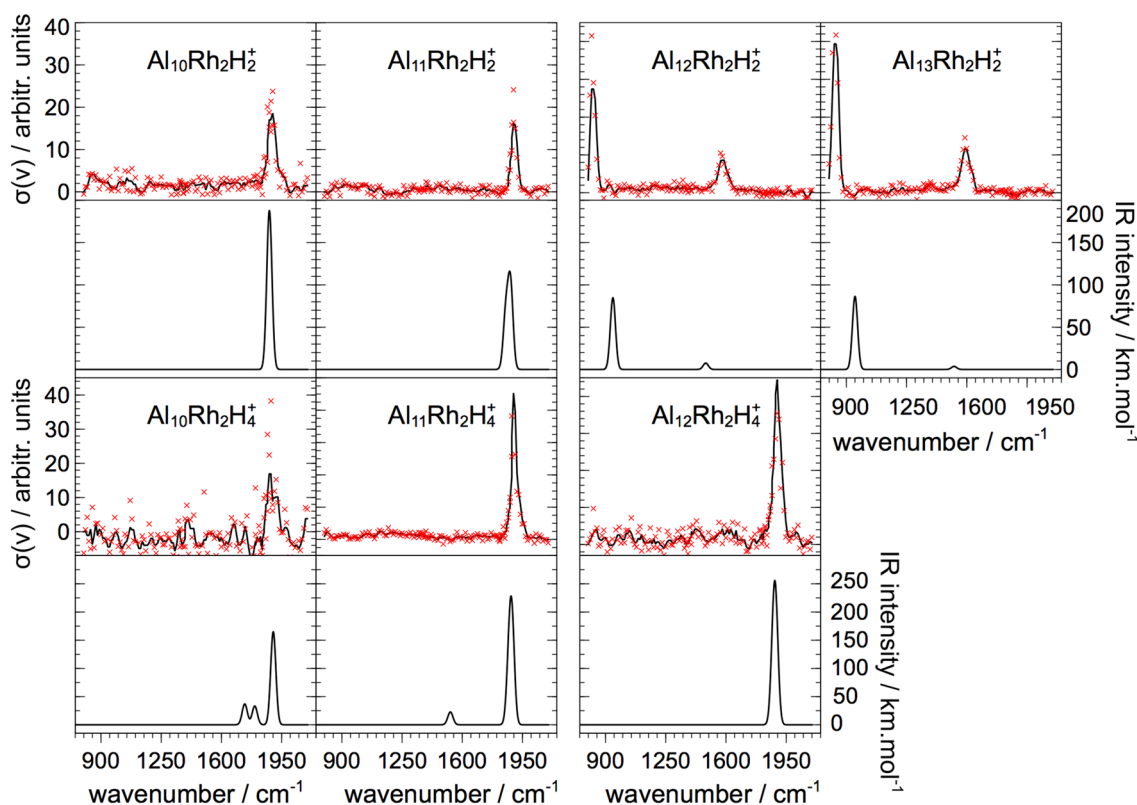 Al₁₀Rh₂H₂⁺
Al₁₁Rh₂H₂⁺
Al₁₂Rh₂H₂⁺
Al₁₃Rh₂H₂⁺
40
30
20
10
0
σ(ν) / arbitr. units
200
150
100
50
0
IR intensity / km.mol⁻¹
Al₁₀Rh₂H₄⁺
Al₁₁Rh₂H₄⁺
Al₁₂Rh₂H₄⁺
40
30
20
10
0
σ(ν) / arbitr. units
900 1250 1600 1950
wavenumber / cm⁻¹
250
200
150
100
50
0
IR intensity / km.mol⁻¹
900 1250 1600 1950
900 1250 1600 1950
900 1250 1600 1950
wavenumber / cm⁻¹
wavenumber / cm⁻¹
wavenumber / cm⁻¹